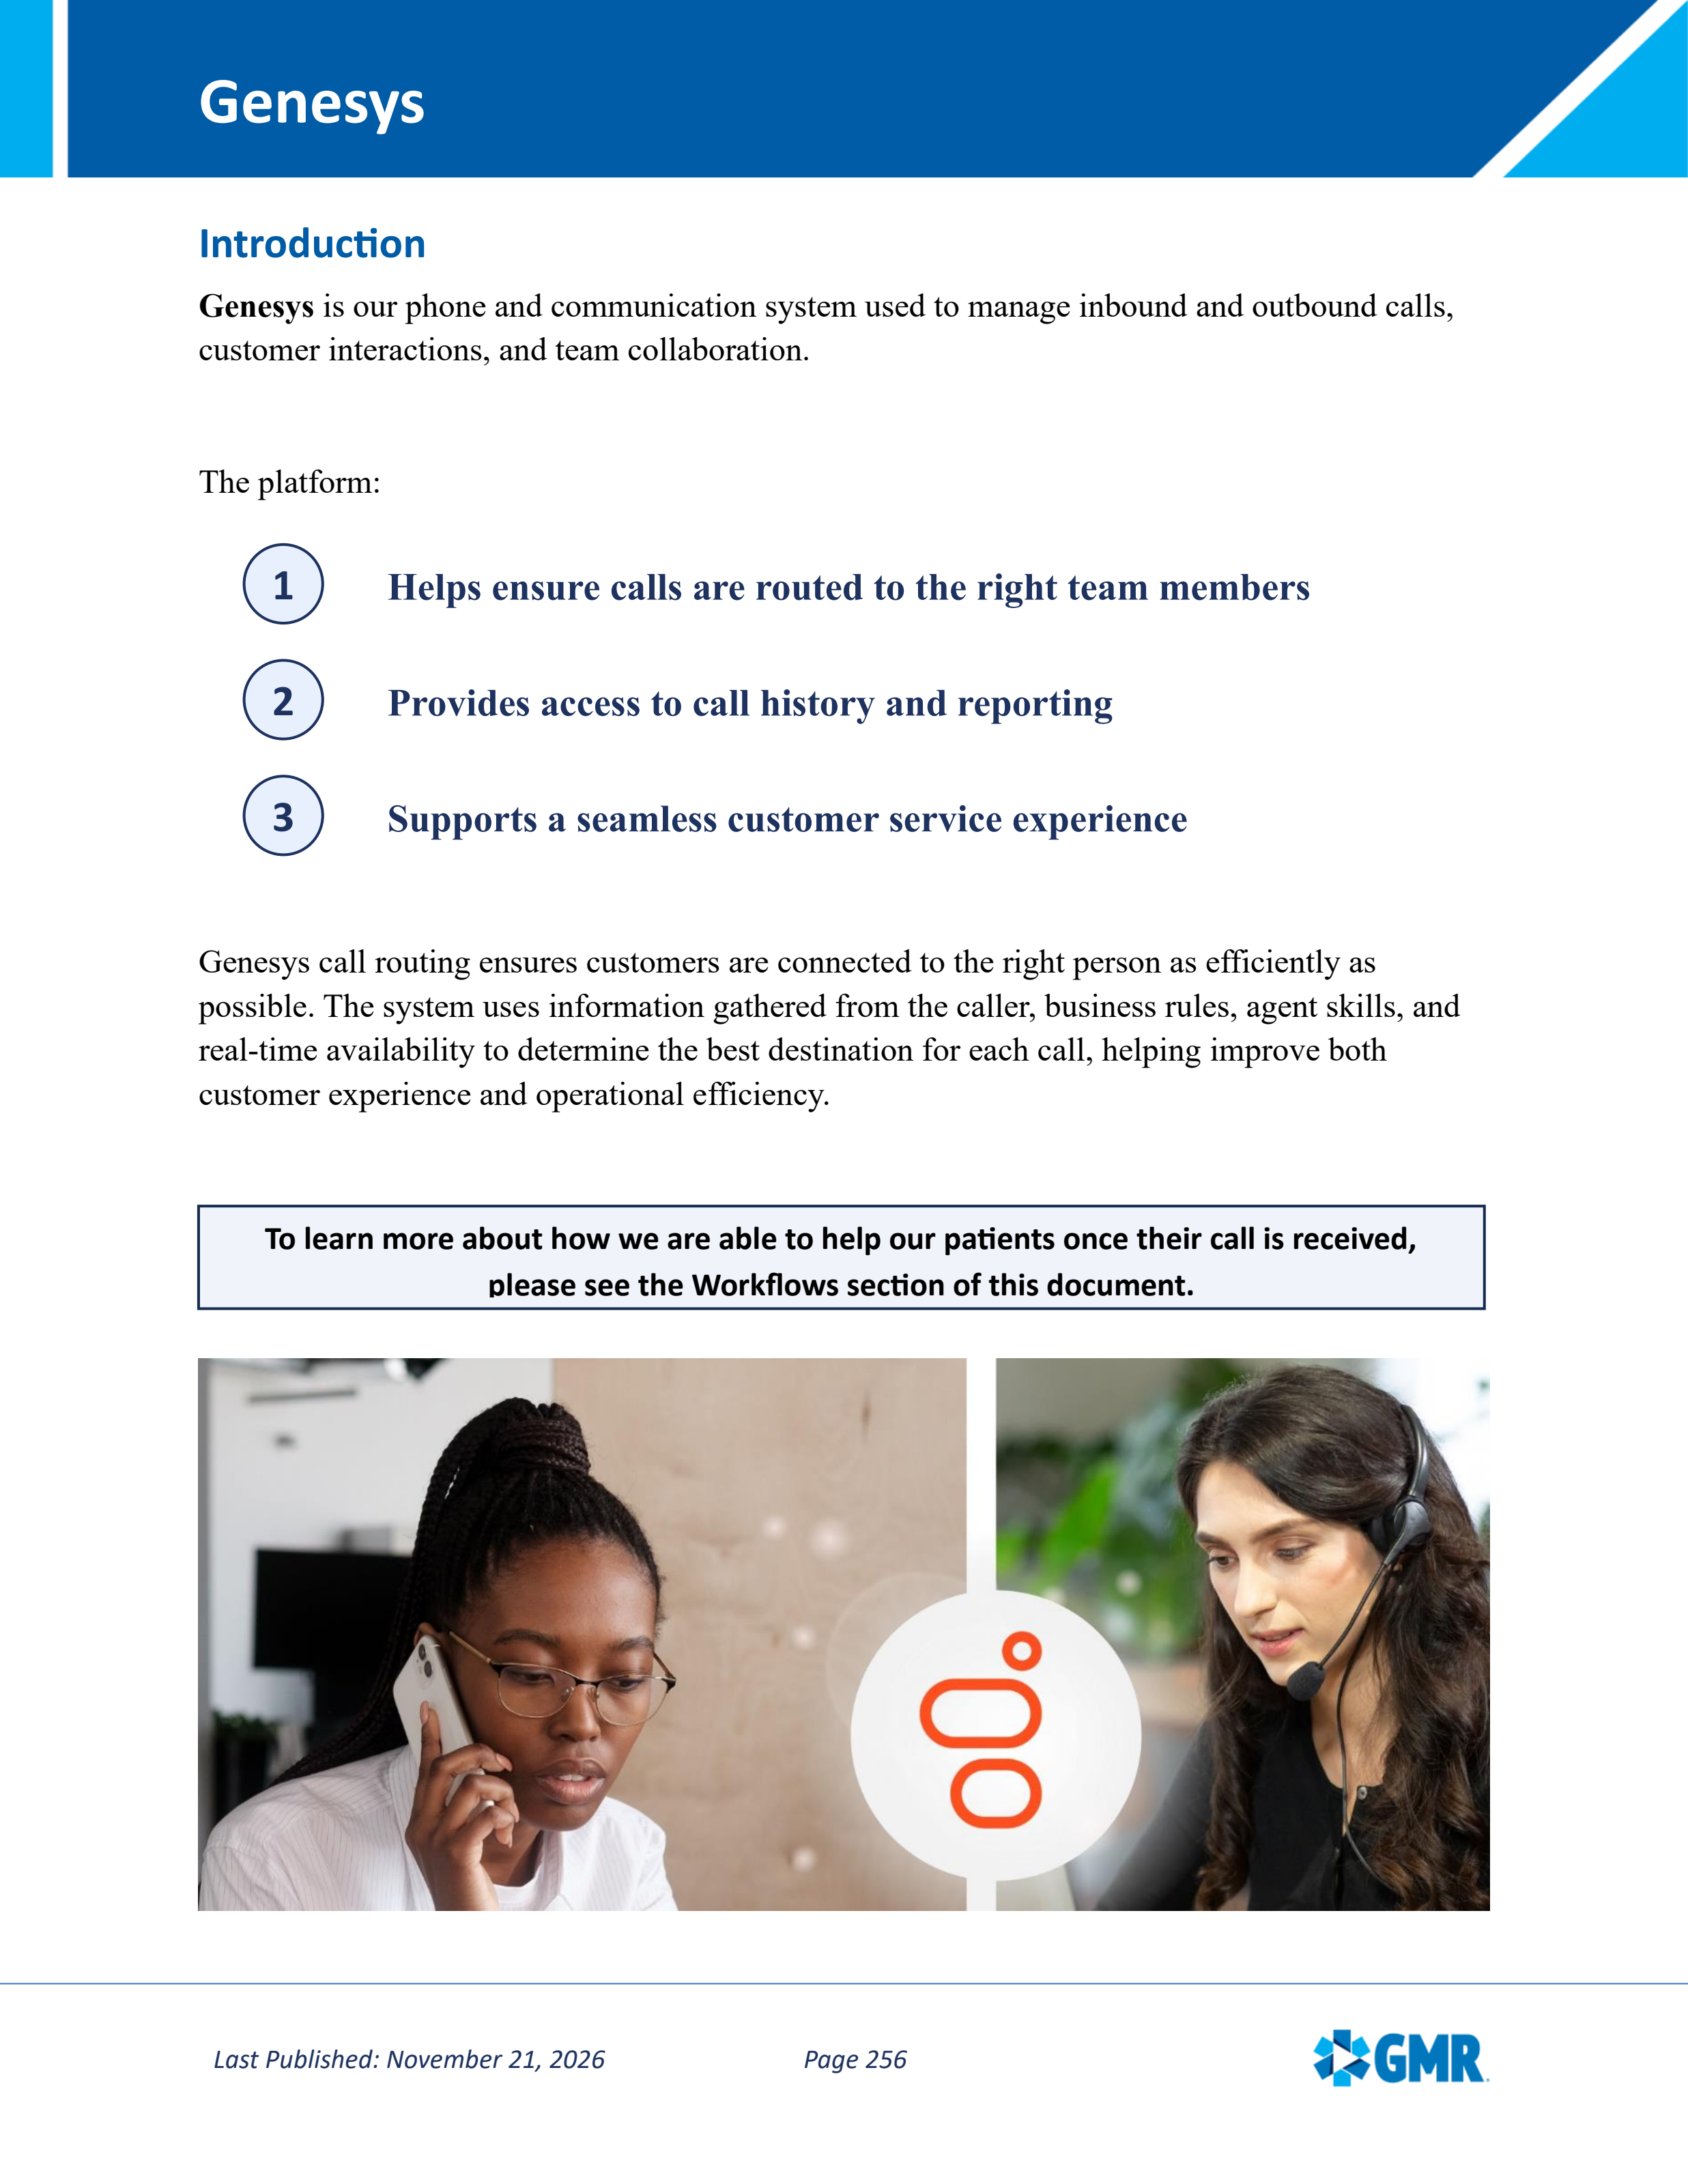 Genesys
Introduction
Genesys is our phone and communication system used to manage inbound and outbound calls,
customer interactions, and team collaboration.
The platform:
1 Helps ensure calls are routed to the right team members
2 Provides access to call history and reporting
3 Supports a seamless customer service experience
Genesys call routing ensures customers are connected to the right person as efficiently as
possible. The system uses information gathered from the caller, business rules, agent skills, and
real-time availability to determine the best destination for each call, helping improve both
customer experience and operational efficiency.
To learn more about how we are able to help our patients once their call is received,
please see the Workflows section of this document.
Last Published: November 21, 2026 Page 256 GMR